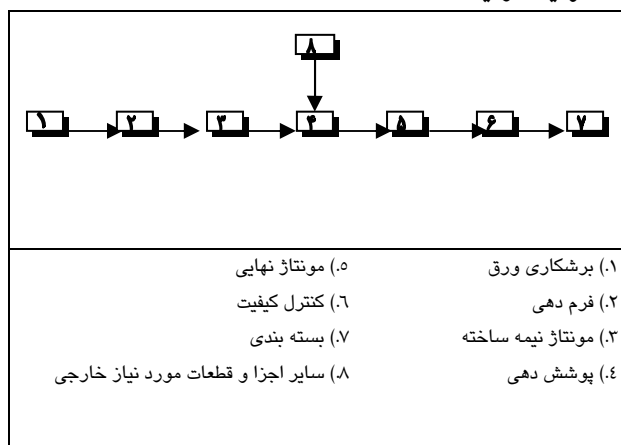 ۸
۱ ۲ ۳ ۴ ۵ ۶ ۷
۱.) برشکاری ورق
۲.) فرم دهی
۳.) مونتاژ نیمه ساخته
۴.) پوشش دهی
۵.) مونتاژ نهایی
۶.) کنترل کیفیت
۷.) بسته بندی
۸.) سایر اجزا و قطعات مورد نیاز خارجی